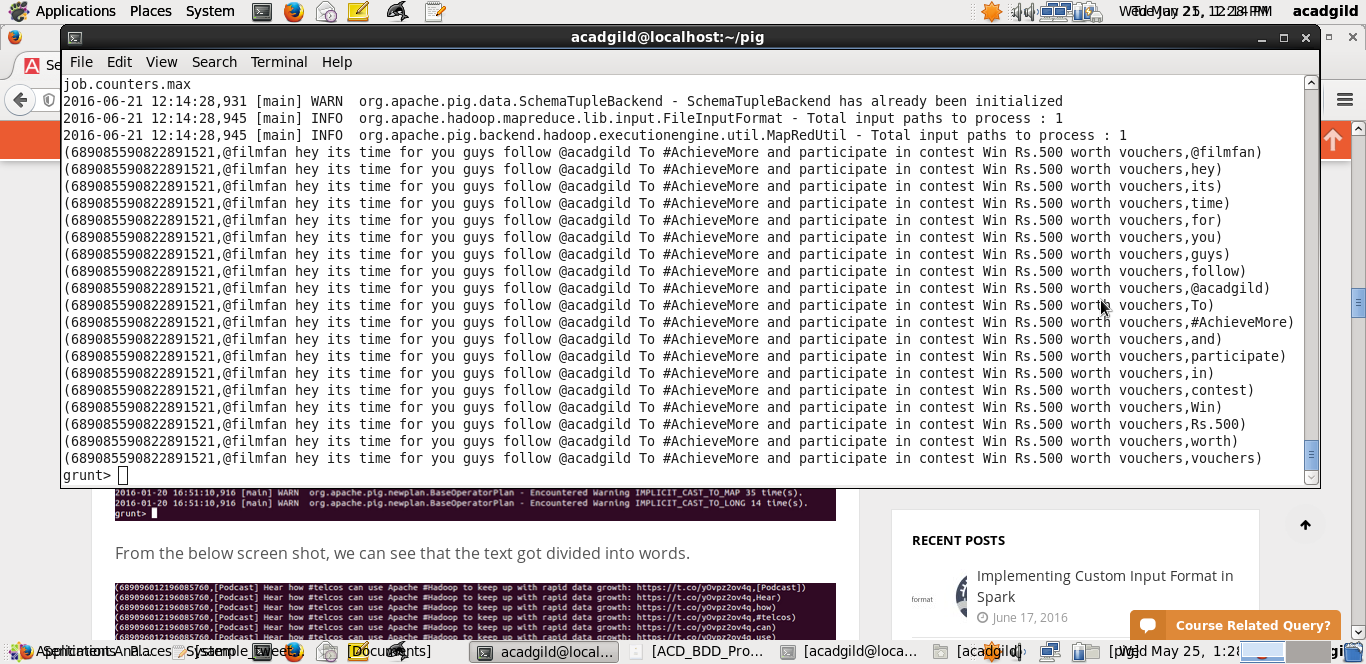 Applications Places System
acadgild
acadgild@localhost:~/pig
File Edit View Search Terminal Help
job.counters.max
2016-06-21 12:14:28,931 [main] WARN  org.apache.pig.data.SchemaTupleBackend - SchemaTupleBackend has already been initialized
2016-06-21 12:14:28,945 [main] INFO  org.apache.hadoop.mapreduce.lib.input.FileInputFormat - Total input paths to process : 1
2016-06-21 12:14:28,945 [main] INFO  org.apache.pig.backend.hadoop.executionengine.util.MapRedUtil - Total input paths to process : 1
(689085590822891521,@filmfan hey its time for you guys follow @acadgild To #AchieveMore and participate in contest Win Rs.500 worth vouchers,@filmfan)
(689085590822891521,@filmfan hey its time for you guys follow @acadgild To #AchieveMore and participate in contest Win Rs.500 worth vouchers,hey)
(689085590822891521,@filmfan hey its time for you guys follow @acadgild To #AchieveMore and participate in contest Win Rs.500 worth vouchers,its)
(689085590822891521,@filmfan hey its time for you guys follow @acadgild To #AchieveMore and participate in contest Win Rs.500 worth vouchers,time)
(689085590822891521,@filmfan hey its time for you guys follow @acadgild To #AchieveMore and participate in contest Win Rs.500 worth vouchers,for)
(689085590822891521,@filmfan hey its time for you guys follow @acadgild To #AchieveMore and participate in contest Win Rs.500 worth vouchers,you)
(689085590822891521,@filmfan hey its time for you guys follow @acadgild To #AchieveMore and participate in contest Win Rs.500 worth vouchers,guys)
(689085590822891521,@filmfan hey its time for you guys follow @acadgild To #AchieveMore and participate in contest Win Rs.500 worth vouchers,follow)
(689085590822891521,@filmfan hey its time for you guys follow @acadgild To #AchieveMore and participate in contest Win Rs.500 worth vouchers,@acadgild)
(689085590822891521,@filmfan hey its time for you guys follow @acadgild To #AchieveMore and participate in contest Win Rs.500 worth vouchers,To)
(689085590822891521,@filmfan hey its time for you guys follow @acadgild To #AchieveMore and participate in contest Win Rs.500 worth vouchers,#AchieveMore)
(689085590822891521,@filmfan hey its time for you guys follow @acadgild To #AchieveMore and participate in contest Win Rs.500 worth vouchers,and)
(689085590822891521,@filmfan hey its time for you guys follow @acadgild To #AchieveMore and participate in contest Win Rs.500 worth vouchers,participate)
(689085590822891521,@filmfan hey its time for you guys follow @acadgild To #AchieveMore and participate in contest Win Rs.500 worth vouchers,in)
(689085590822891521,@filmfan hey its time for you guys follow @acadgild To #AchieveMore and participate in contest Win Rs.500 worth vouchers,contest)
(689085590822891521,@filmfan hey its time for you guys follow @acadgild To #AchieveMore and participate in contest Win Rs.500 worth vouchers,Win)
(689085590822891521,@filmfan hey its time for you guys follow @acadgild To #AchieveMore and participate in contest Win Rs.500 worth vouchers,Rs.500)
(689085590822891521,@filmfan hey its time for you guys follow @acadgild To #AchieveMore and participate in contest Win Rs.500 worth vouchers,worth)
(689085590822891521,@filmfan hey its time for you guys follow @acadgild To #AchieveMore and participate in contest Win Rs.500 worth vouchers,vouchers)
grunt>
2016-01-20 16:51:10,916 [main] WARN  org.apache.pig.newplan.BaseOperatorPlan - Encountered Warning IMPLICIT_CAST_TO_MAP 35 time(s).
2016-01-20 16:51:10,916 [main] WARN  org.apache.pig.newplan.BaseOperatorPlan - Encountered Warning IMPLICIT_CAST_TO_LONG 14 time(s).
grunt>
From the below screen shot, we can see that the text got divided into words.
(689096012196085760,[Podcast] Hear how #telcos can use Apache #Hadoop to keep up with rapid data growth: https://t.co/yOvpz2ov4q,[Podcast])
(689096012196085760,[Podcast] Hear how #telcos can use Apache #Hadoop to keep up with rapid data growth: https://t.co/yOvpz2ov4q,Hear)
(689096012196085760,[Podcast] Hear how #telcos can use Apache #Hadoop to keep up with rapid data growth: https://t.co/yOvpz2ov4q,how)
(689096012196085760,[Podcast] Hear how #telcos can use Apache #Hadoop to keep up with rapid data growth: https://t.co/yOvpz2ov4q,#telcos)
(689096012196085760,[Podcast] Hear how #telcos can use Apache #Hadoop to keep up with rapid data growth: https://t.co/yOvpz2ov4q,can)
(689096012196085760,[Podcast] Hear how #telcos can use Apache #Hadoop to keep up with rapid data growth: https://t.co/yOvpz2ov4q,use)
RECENT POSTS
format
Implementing Custom Input Format in
Spark
June 17, 2016
Course Related Query?
Places System [Documents] acadgild@local... [ACD_BDD_Pro... [acadgild@loca... [acadgild] [pig] May 25,